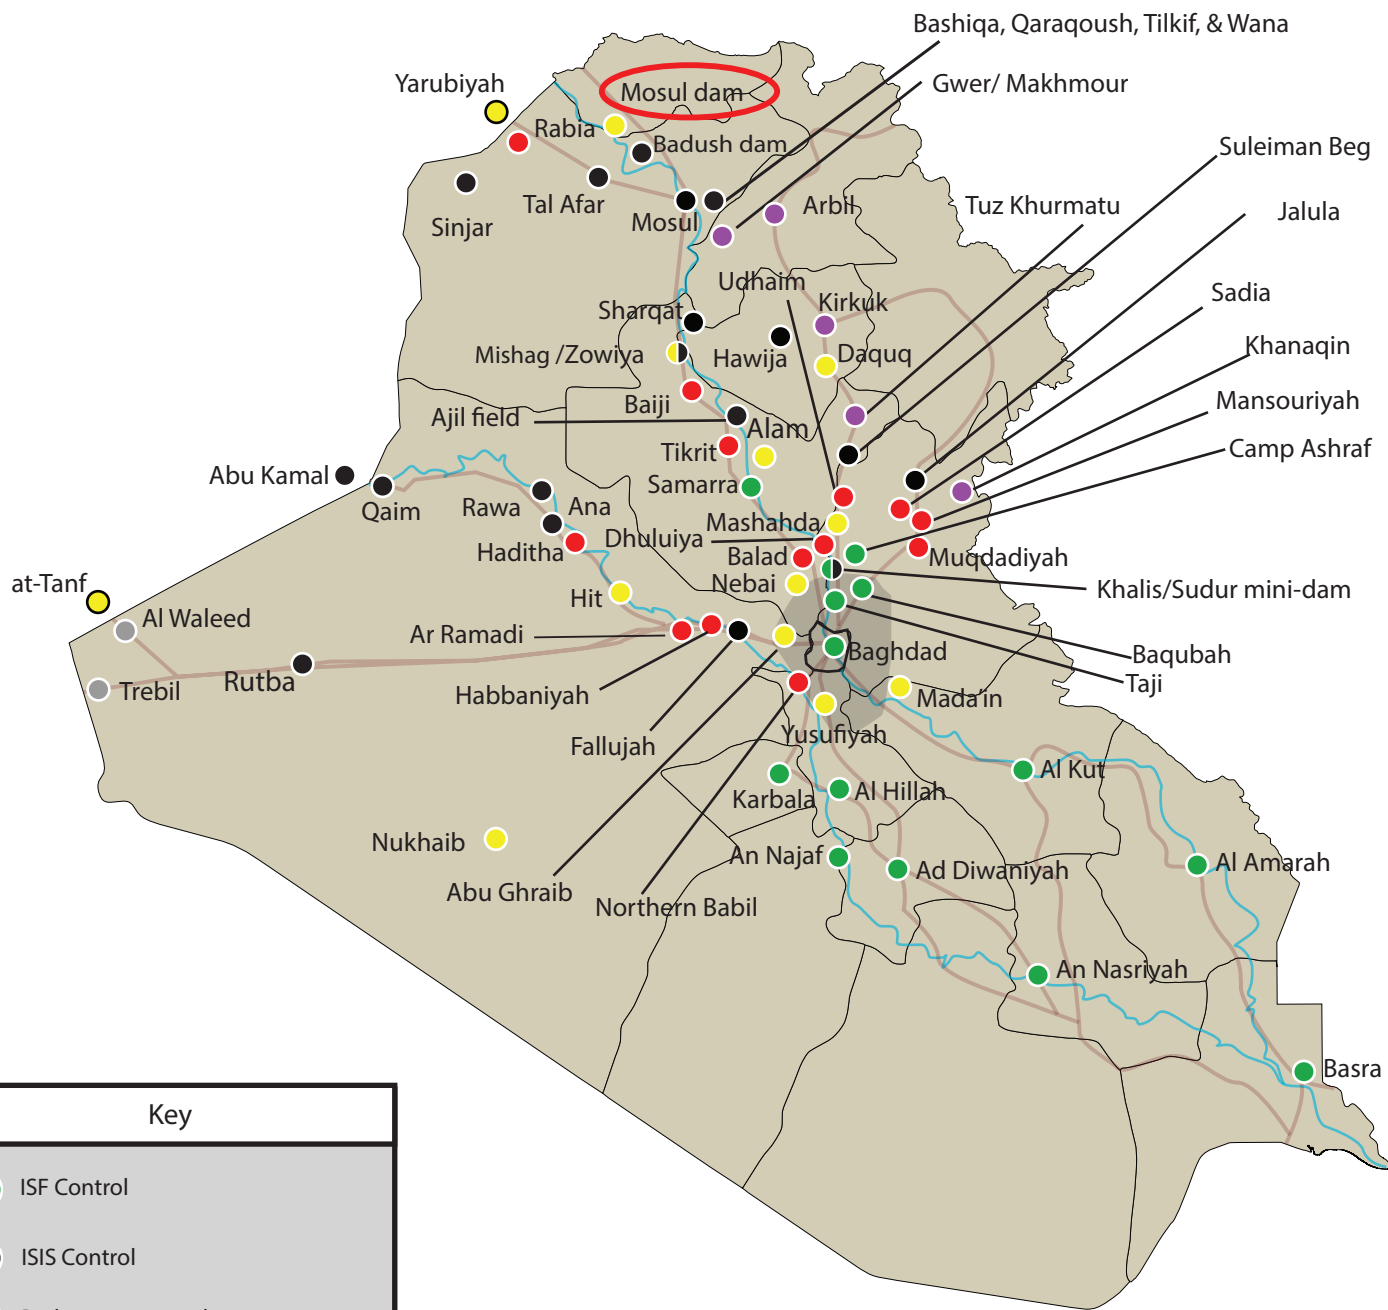 Bashiqa, Qaraqoush, Tilkif, & Wana
Yarubiyah
Mosul dam
Gwer/ Makhmour
Rabia
Badush dam
Suleiman Beg
Sinjar
Tal Afar
Mosul
Arbil
Tuz Khurmatu
Jalula
Udhaim
Sharqat
Kirkuk
Sadia
Mishag /Zowiya
Hawija
Daquq
Khanaqin
Baiji
Mansouriyah
Ajil field
Alam
Camp Ashraf
Tikrit
Abu Kamal
Samarra
Qaim
Rawa
Ana
Mashahda
Dhuluiya
Haditha
Balad
Muqdadiyah
at-Tanf
Nebai
Khalis/Sudur mini-dam
Hit
Al Waleed
Ar Ramadi
Baghdad
Baqubah
Trebil
Rutba
Habbaniyah
Taji
Mada'in
Fallujah
Yusufiyah
Al Kut
Karbala
Al Hillah
Nukhaib
An Najaf
Ad Diwaniyah
Al Amarah
Abu Ghraib
Northern Babil
An Nasriyah
Basra
Key
ISF Control
ISIS Control